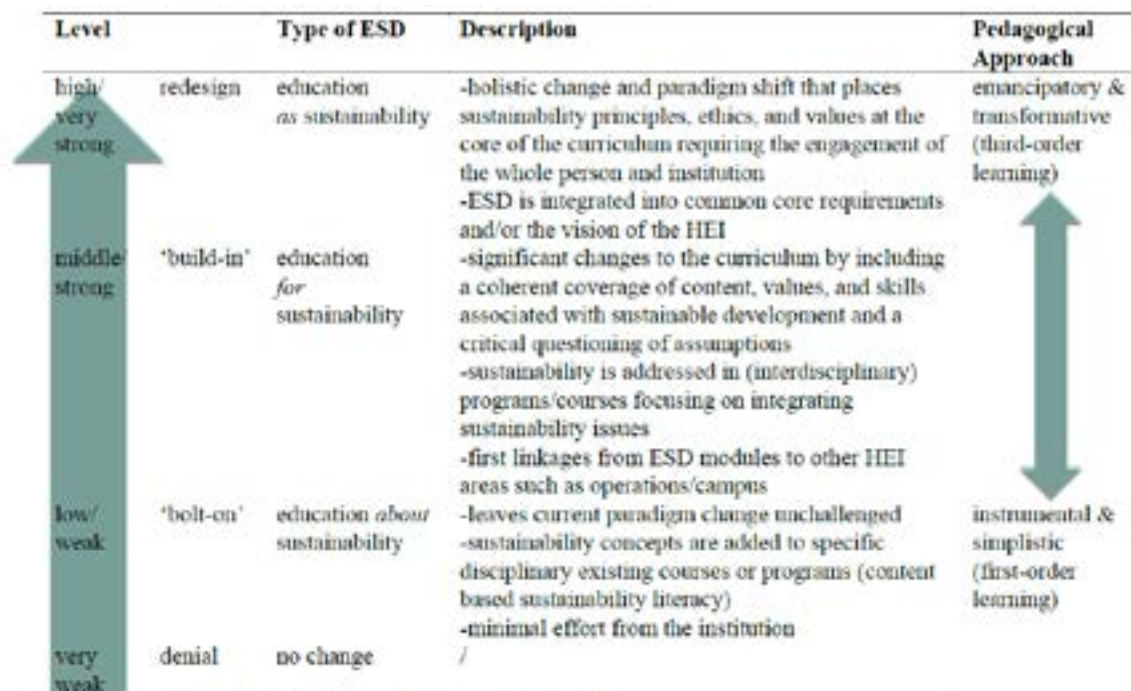 Level Type of ESD Description Pedagogical
Approach
high/ redesign education -holistic change and paradigm shift that places emancipatory &
very as sustainability sustainability principles, ethics, and values at the transformative
strong core of the curriculum requiring the engagement of (third-order
the whole person and institution learning)
-ESD is integrated into common core requirements
and/or the vision of the HEI
middle/ ‘build-in’ education -significant changes to the curriculum by including
strong for a coherent coverage of content, values, and skills
sustainability associated with sustainable development and a
critical questioning of assumptions
-sustainability is addressed in (interdisciplinary)
programs/courses focusing on integrating
sustainability issues
-first linkages from ESD modules to other HEI
areas such as operations/campus
low/ ‘bolt-on’ education about -leaves current paradigm change unchallenged instrumental &
weak sustainability -sustainability concepts are added to specific simplistic
disciplinary existing courses or programs (content (first-order
based sustainability literacy) learning)
-minimal effort from the institution
very denial no change /
weak